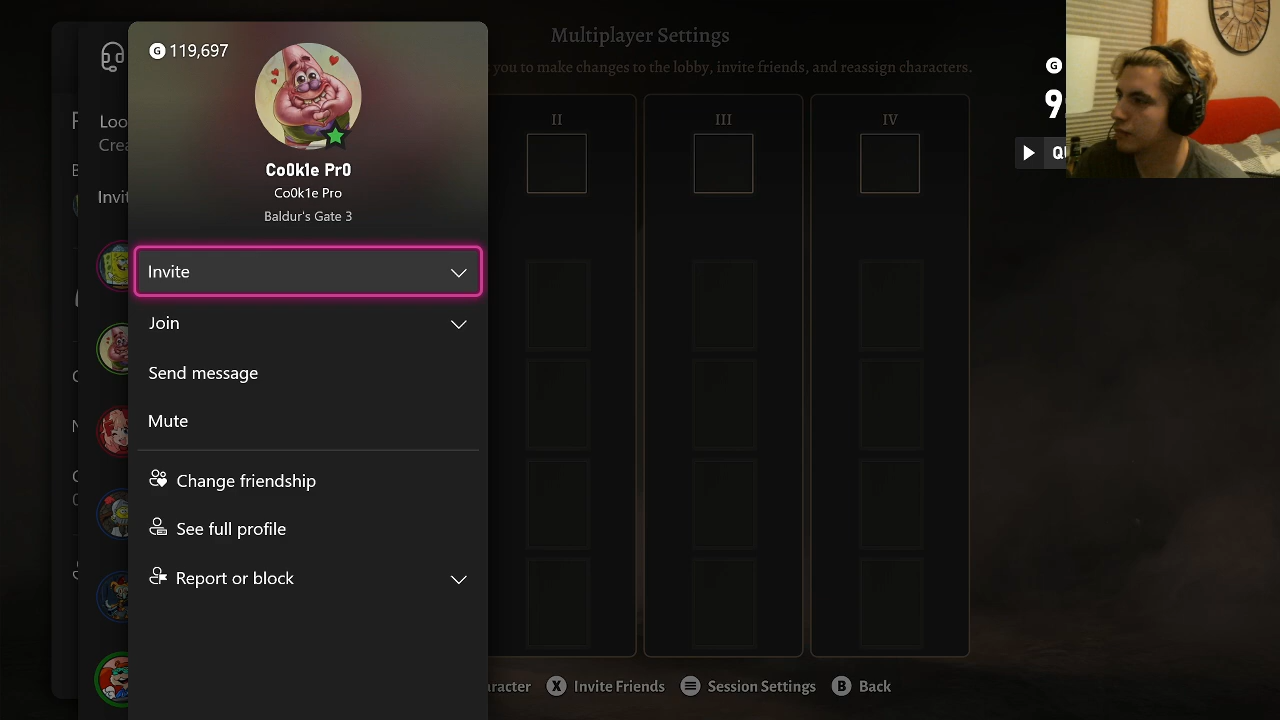 G 119,697
Co0k1e Pr0
Co0k1e Pro
Baldur's Gate 3
Invite
Join
Send message
Mute
Change friendship
See full profile
Report or block
Multiplayer Settings
you to make changes to the lobby, invite friends, and reassign characters.
II
III
IV
G
X Invite Friends
Session Settings
B Back